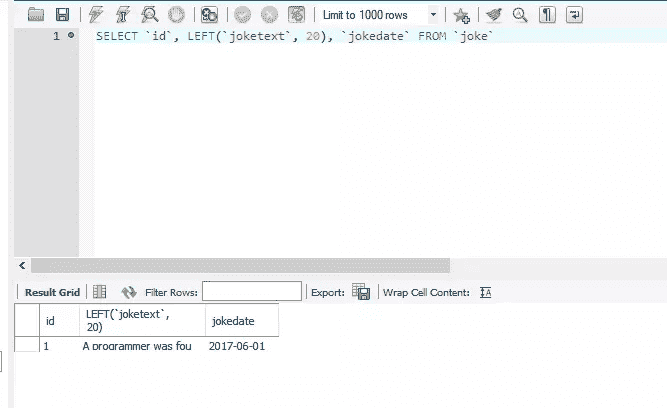 Limit to 1000 rows
1 SELECT `id`, LEFT(`joketext`, 20), `jokedate` FROM `joke`
Result Grid Filter Rows: Export: Wrap Cell Content:
id LEFT(`joketext`, 20) jokedate
1 A programmer was fou 2017-06-01